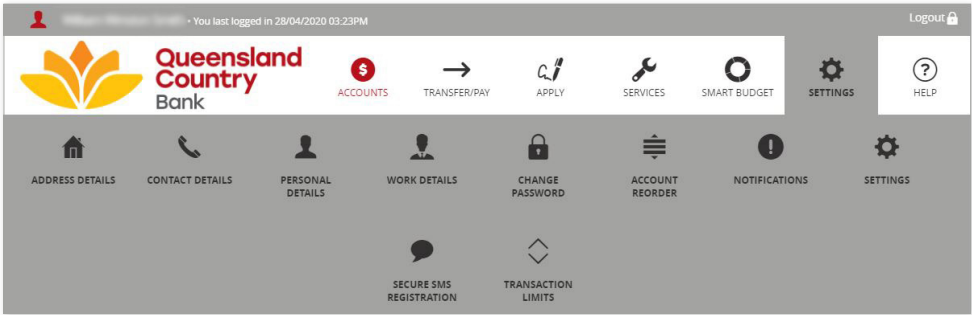 • You last logged in 28/04/2020 03:23PM
Logout
Queensland
Country
Bank
ACCOUNTS
TRANSFER/PAY
APPLY
SERVICES
SMART BUDGET
SETTINGS
HELP
ADDRESS DETAILS
CONTACT DETAILS
PERSONAL
DETAILS
WORK DETAILS
CHANGE
PASSWORD
ACCOUNT
REORDER
NOTIFICATIONS
SETTINGS
SECURE SMS
REGISTRATION
TRANSACTION
LIMITS